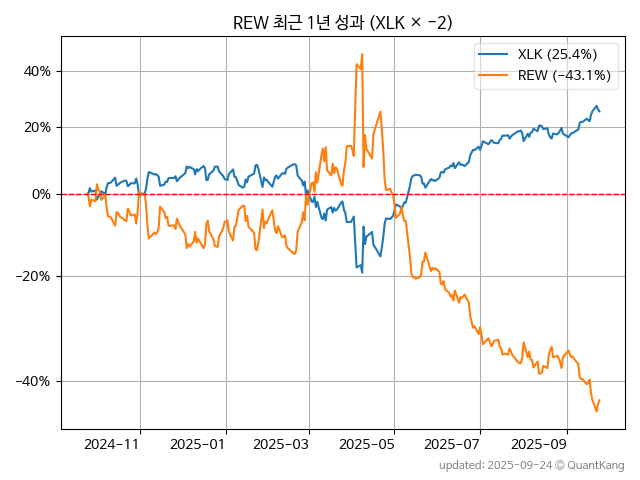 REW 최근 1년 성과 (XLK × −2)
XLK (25.4%)
REW (−43.1%)
40%
20%
0%
−20%
−40%
2024−11
2025−01
2025−03
2025−05
2025−07
2025−09
updated: 2025−09−24 ⓒ QuantKang